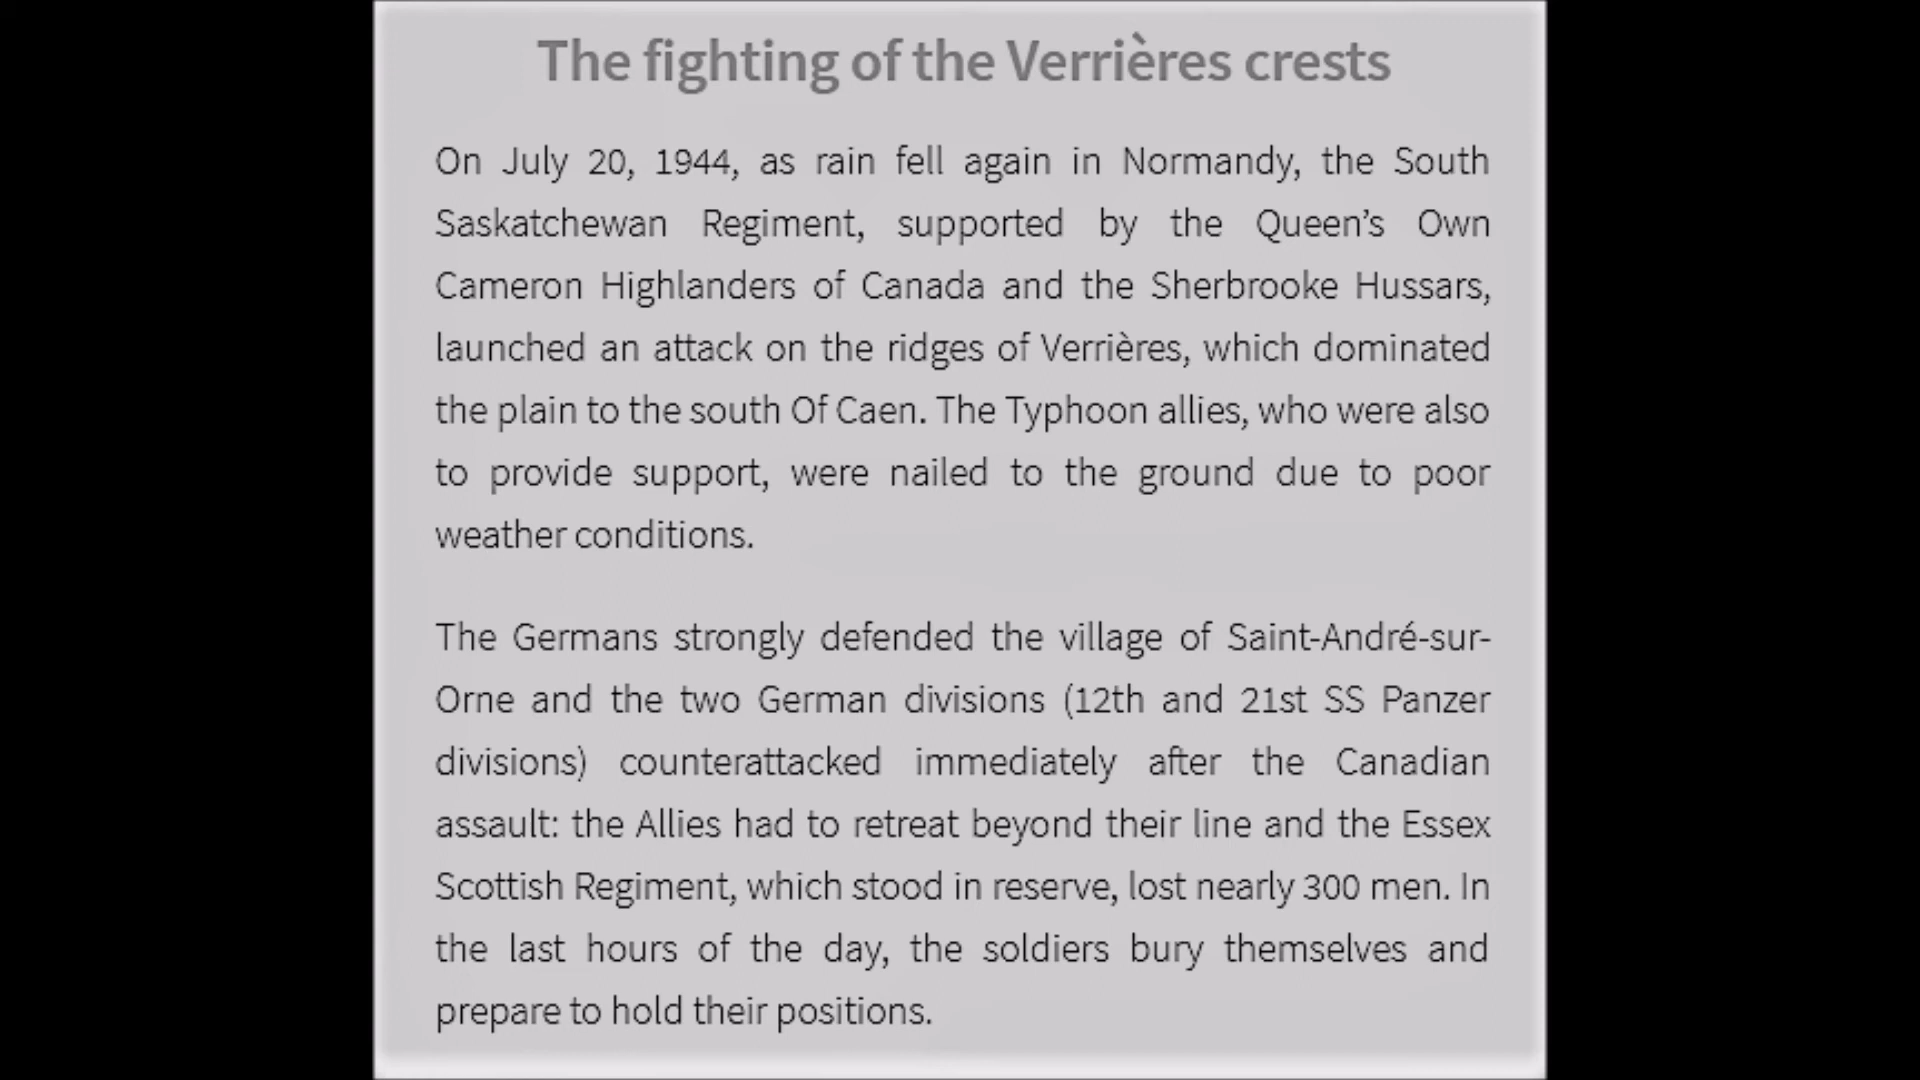 The fighting of the Verrières crests
On July 20, 1944, as rain fell again in Normandy, the South
Saskatchewan Regiment, supported by the Queen’s Own
Cameron Highlanders of Canada and the Sherbrooke Hussars,
launched an attack on the ridges of Verrières, which dominated
the plain to the south Of Caen. The Typhoon allies, who were also
to provide support, were nailed to the ground due to poor
weather conditions.
The Germans strongly defended the village of Saint-André-sur-
Orne and the two German divisions (12th and 21st SS Panzer
divisions) counterattacked immediately after the Canadian
assault: the Allies had to retreat beyond their line and the Essex
Scottish Regiment, which stood in reserve, lost nearly 300 men. In
the last hours of the day, the soldiers bury themselves and
prepare to hold their positions.